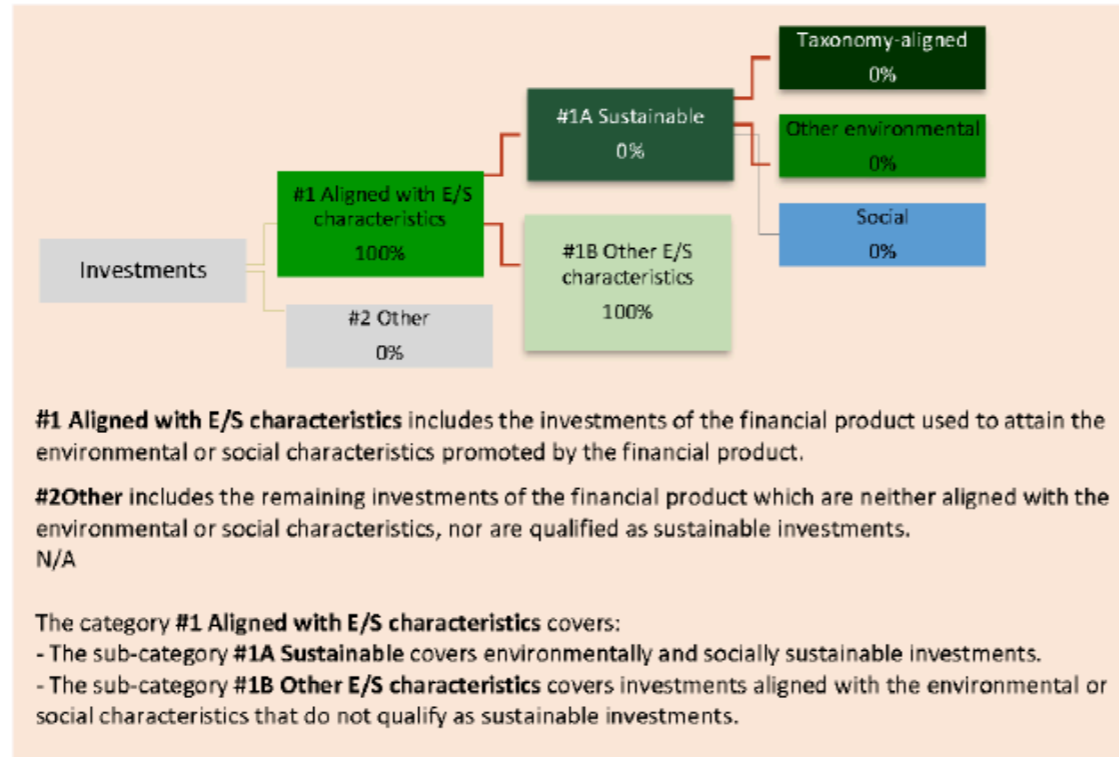 Taxonomy-aligned
0%
#1A Sustainable
0%
Other environmental
0%
#1 Aligned with E/S
characteristics
100%
Social
0%
Investments
#1B Other E/S
characteristics
100%
#2 Other
0%
#1 Aligned with E/S characteristics includes the investments of the financial product used to attain the
environmental or social characteristics promoted by the financial product.
#2Other includes the remaining investments of the financial product which are neither aligned with the
environmental or social characteristics, nor are qualified as sustainable investments.
N/A
The category #1 Aligned with E/S characteristics covers:
- The sub-category #1A Sustainable covers environmentally and socially sustainable investments.
- The sub-category #1B Other E/S characteristics covers investments aligned with the environmental or
social characteristics that do not qualify as sustainable investments.